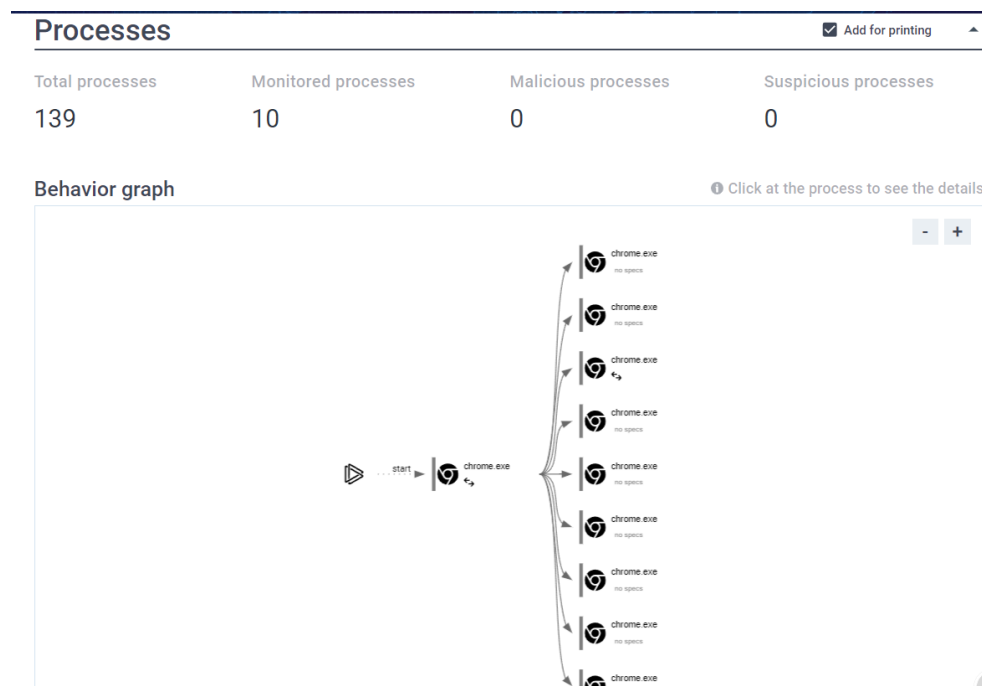 Processes
Add for printing
Total processes
Monitored processes
Malicious processes
Suspicious processes
139
10
0
0
Behavior graph
Click at the process to see the details
- +
chrome.exe
no specs
chrome.exe
no specs
chrome.exe
chrome.exe
no specs
start
chrome.exe
chrome.exe
no specs
chrome.exe
no specs
chrome.exe
no specs
chrome.exe
no specs
chrome.exe